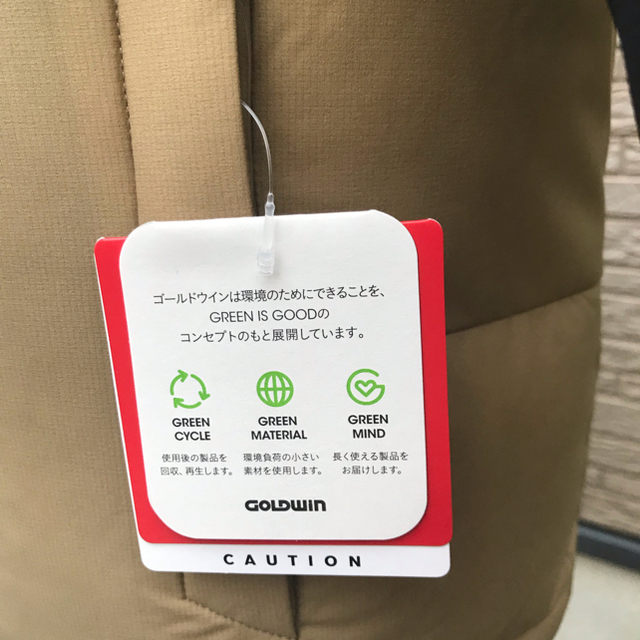 ゴールドウインは環境のためにできることを、
GREEN IS GOODの
コンセプトのもと展開しています。
GREEN
CYCLE
使用後の製品を
回収、再生します。
GREEN
MATERIAL
環境負荷の小さい
素材を使用します。
GREEN
MIND
長く使える製品を
お届けします。
GOLDWIN
CAUTION